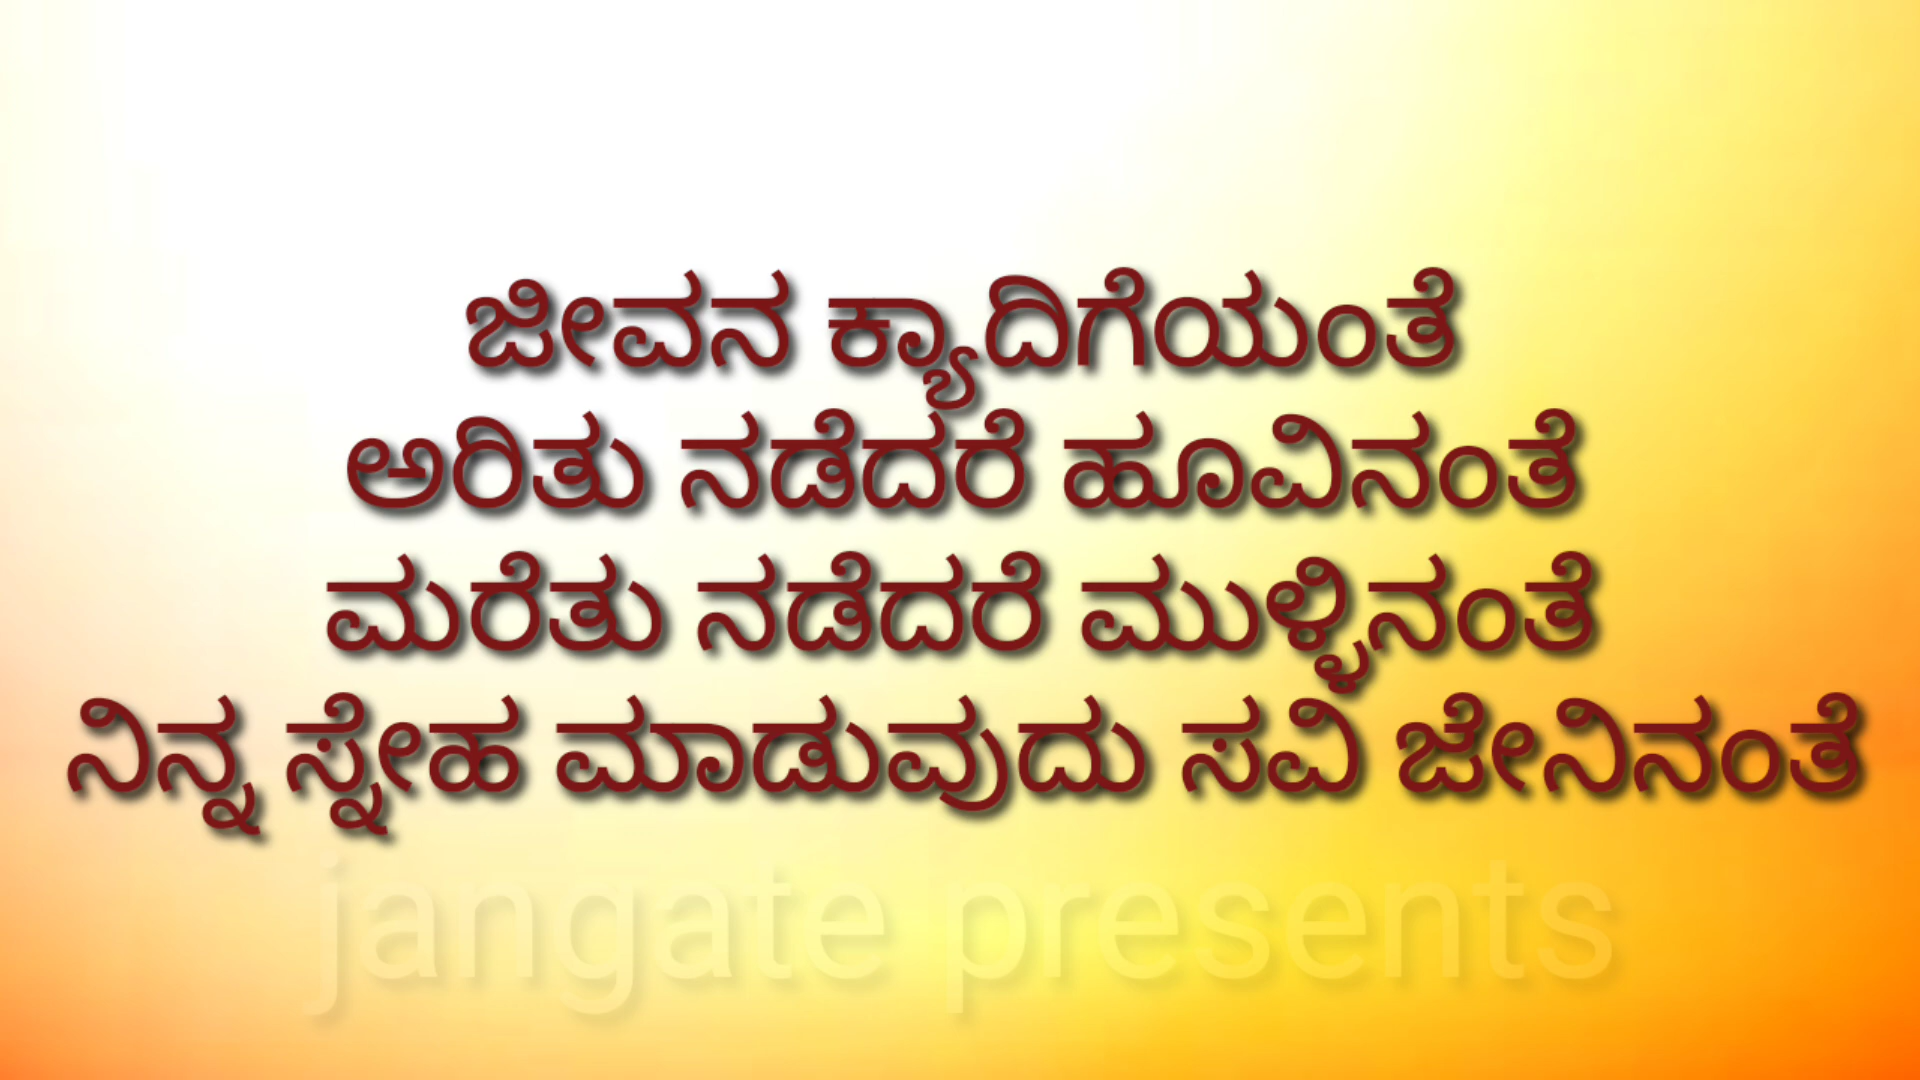 ಜೀವನ ಕ್ಯಾದಿಗೆಯಂತೆ
ಅರಿತು ನಡೆದರೆ ಹೂವಿನಂತೆ
ಮರೆತು ನಡೆದರೆ ಮುಳ್ಳಿನಂತೆ
ನಿನ್ನ ಸ್ನೇಹ ಮಾಡುವುದು ಸವಿ ಜೇನಿನಂತೆ
jangate presents